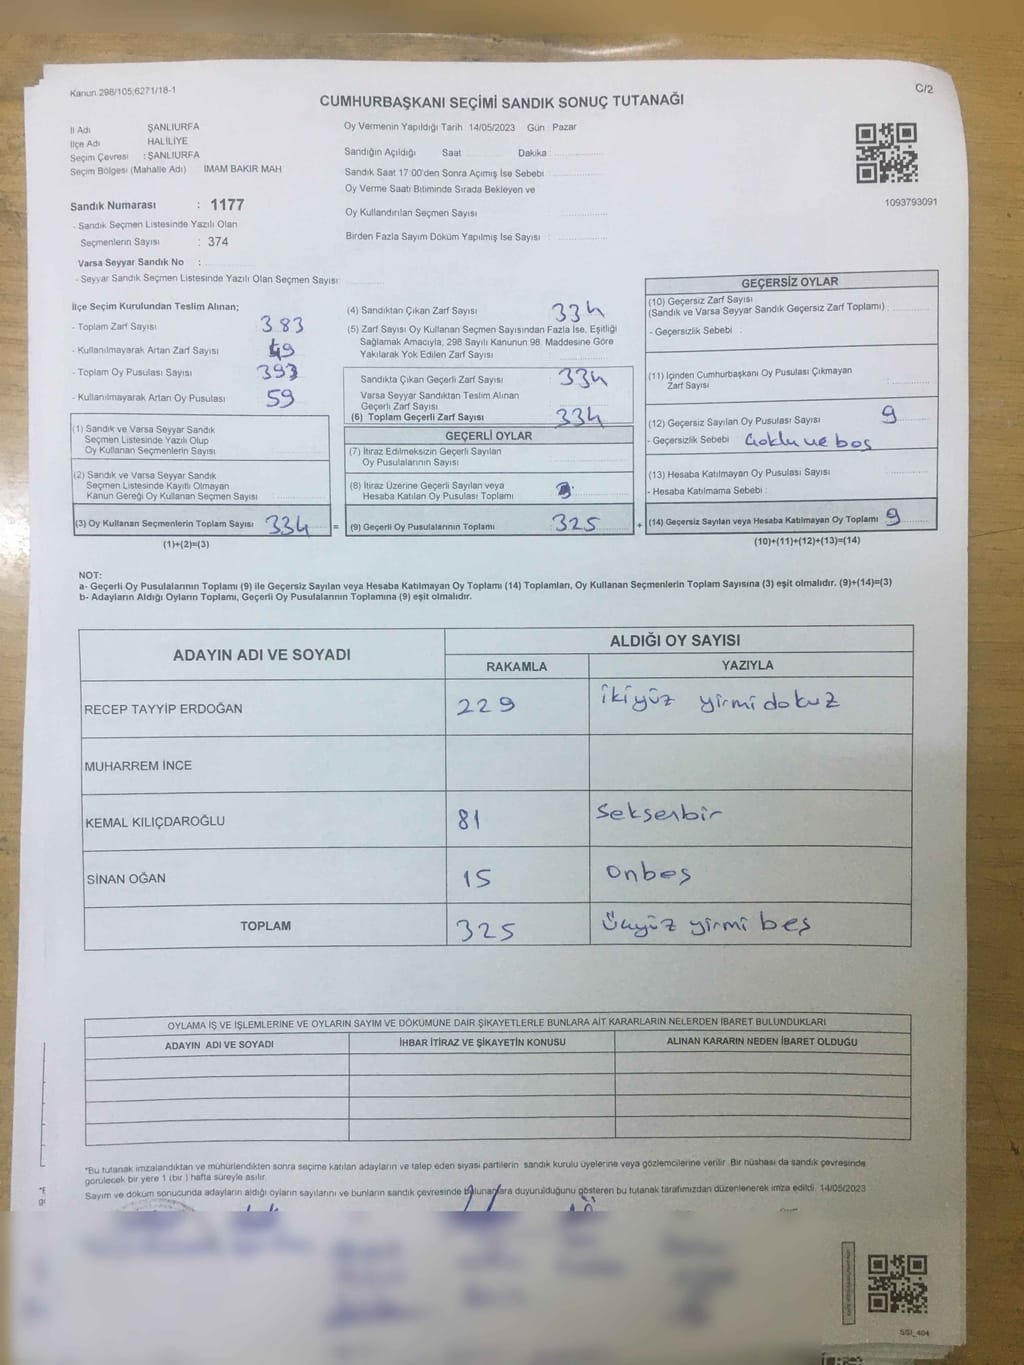 Kanun 298/105,6271/18-1
C/2
CUMHURBAŞKANI SEÇİMİ SANDIK SONUÇ TUTANAĞI
İl Adı ŞANLIURFA
İlçe Adı HALİLİYE
Seçim Çevresi : ŞANLIURFA
Seçim Bölgesi (Mahalle Adı) IMAM BAKIR MAH
Sandık Numarası : 1177
- Sandık Seçmen Listesinde Yazılı Olan
Seçmenlerin Sayısı : 374
Varsa Seyyar Sandık No :
- Seyyar Sandık Seçmen Listesinde Yazılı Olan Seçmen Sayısı:
Oy Vermenin Yapıldığı Tarih 14/05/2023 Gün : Pazar
Sandığın Açıldığı Saat Dakika
Sandık Saat 17 00'den Sonra Açımış İse Sebebi
Oy Verme Saati Bitiminde Sırada Bekleyen ve
Oy Kullandırılan Seçmen Sayısı
Birden Fazla Sayım Döküm Yapılmış İse Sayısı :
1093793091
İlçe Seçim Kurulundan Teslim Alınan;
- Toplam Zarf Sayısı 383
- Kullanılmayarak Artan Zarf Sayısı 49
- Toplam Oy Pusulası Sayısı 393
- Kullanılmayarak Artan Oy Pusulası 59
(1) Sandık ve Varsa Seyyar Sandık
Seçmen Listesinde Yazılı Olup
Oy Kullanan Seçmenlerin Sayısı
(2) Sandık ve Varsa Seyyar Sandık
Seçmen Listesinde Kayıtlı Olmayan
Kanun Gereği Oy Kullanan Seçmen Sayısı
(3) Oy Kullanan Seçmenlerin Toplam Sayısı 334 =
(1)+(2)=(3)
(4) Sandıktan Çıkan Zarf Sayısı 334
(5) Zarf Sayısı Oy Kullanan Seçmen Sayısından Fazla İse, Eşitliği
Sağlamak Amacıyla, 298 Sayılı Kanunun 98. Maddesine Göre
Yakılarak Yok Edilen Zarf Sayısı
Sandıkta Çıkan Geçerli Zarf Sayısı 334
Varsa Seyyar Sandıktan Teslim Alınan
Geçerli Zarf Sayısı
(6) Toplam Geçerli Zarf Sayısı 334
GEÇERLİ OYLAR
(7) İtiraz Edilmeksizin Geçerli Sayılan
Oy Pusulalarının Sayısı
(8) İtiraz Üzerine Geçerli Sayılan veya
Hesaba Katılan Oy Pusulası Toplamı
(9) Geçerli Oy Pusulalarının Toplamı 325 +
GEÇERSİZ OYLAR
(10) Geçersiz Zarf Sayısı
(Sandık ve Varsa Seyyar Sandık Geçersiz Zarf Toplamı) :
- Geçersizlik Sebebi :
(11) İçinden Cumhurbaşkanı Oy Pusulası Çıkmayan
Zarf Sayısı
(12) Geçersiz Sayılan Oy Pusulası Sayısı 9
- Geçersizlik Sebebi Çoklu ve boş
(13) Hesaba Katılmayan Oy Pusulası Sayısı
- Hesaba Katılmama Sebebi :
(14) Geçersiz Sayılan veya Hesaba Katılmayan Oy Toplamı 9
(10)+(11)+(12)+(13)=(14)
NOT:
a- Geçerli Oy Pusulalarının Toplamı (9) ile Geçersiz Sayılan veya Hesaba Katılmayan Oy Toplamı (14) Toplamları, Oy Kullanan Seçmenlerin Toplam Sayısına (3) eşit olmalıdır. (9)+(14)=(3)
b- Adayların Aldığı Oyların Toplamı, Geçerli Oy Pusulalarının Toplamına (9) eşit olmalıdır.
ADAYIN ADI VE SOYADI ALDIĞI OY SAYISI
RAKAMLA YAZIYLA
RECEP TAYYİP ERDOĞAN 229 ikiyüz yirmi dokuz
MUHARREM İNCE
KEMAL KILIÇDAROĞLU 81 Seksenbir
SİNAN OĞAN 15 Onbeş
TOPLAM 325 Üçyüz yirmi beş
OYLAMA İŞ VE İŞLEMLERİNE VE OYLARIN SAYIM VE DÖKÜMÜNE DAİR ŞİKAYETLERLE BUNLARA AİT KARARLARIN NELERDEN İBARET BULUNDUKLARI
ADAYIN ADI VE SOYADI İHBAR İTİRAZ VE ŞİKAYETİN KONUSU ALINAN KARARIN NEDEN İBARET OLDUĞU
*Bu tutanak imzalandıktan ve mühürlendikten sonra seçime katılan adayların ve talep eden siyasi partilerin sandık kurulu üyelerine veya gözlemcilerine verilir. Bir nüshası da sandık çevresinde
görülecek bir yere 1 (bir ) hafta süreyle asılır.
Sayım ve döküm sonucunda adayların aldığı oyların sayılarını ve bunların sandık çevresinde bulunanlara duyurulduğunu gösteren bu tutanak tarafımızdan düzenlenerek imza edildi. 14/05/2023
SSI_404